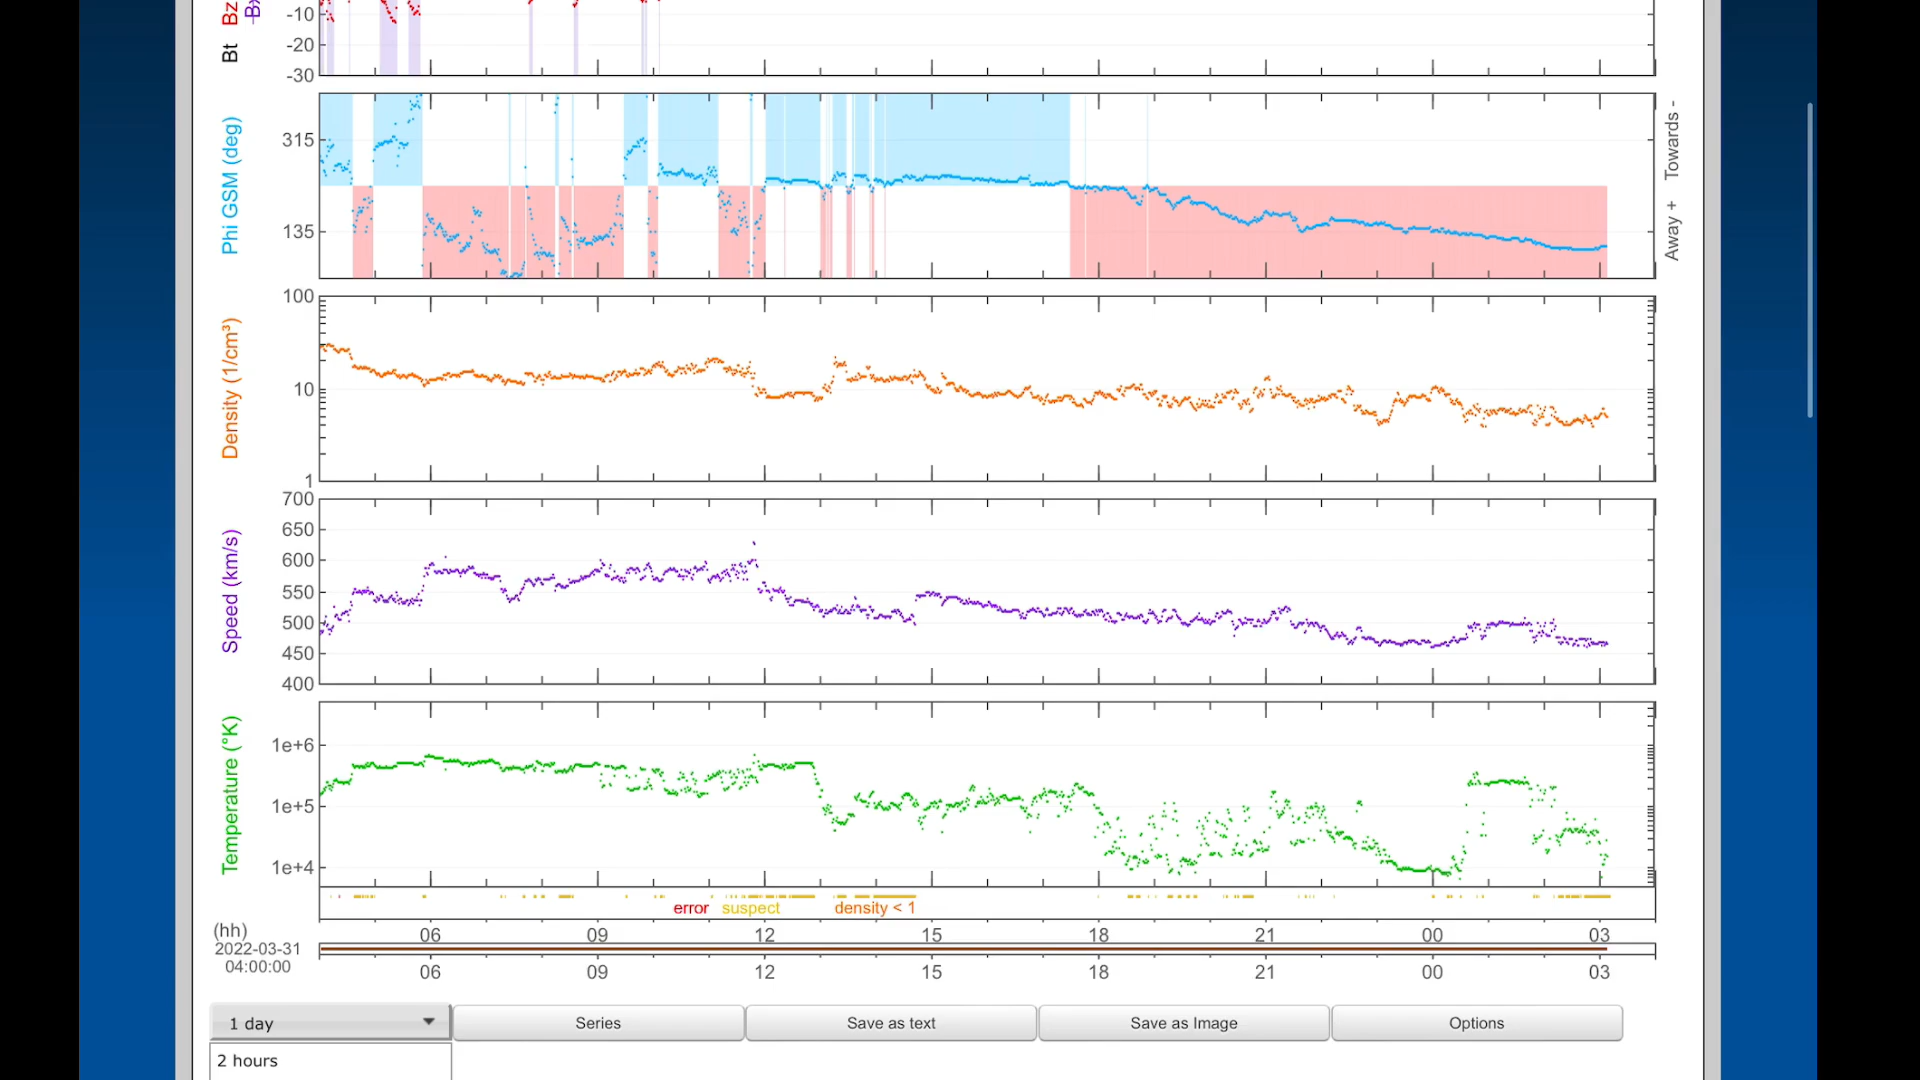 Bt Bz
Bx
-10
-20
-30
Phi GSM (deg)
315
135
Away + Towards -
Density (1/cm³)
100
10
1
Speed (km/s)
700
650
600
550
500
450
400
Temperature (°K)
1e+6
1e+5
1e+4
error suspect density < 1
(hh)
06 09 12 15 18 21 00 03
2022-03-31
04:00:00
06 09 12 15 18 21 00 03
1 day Series Save as text Save as Image Options
2 hours